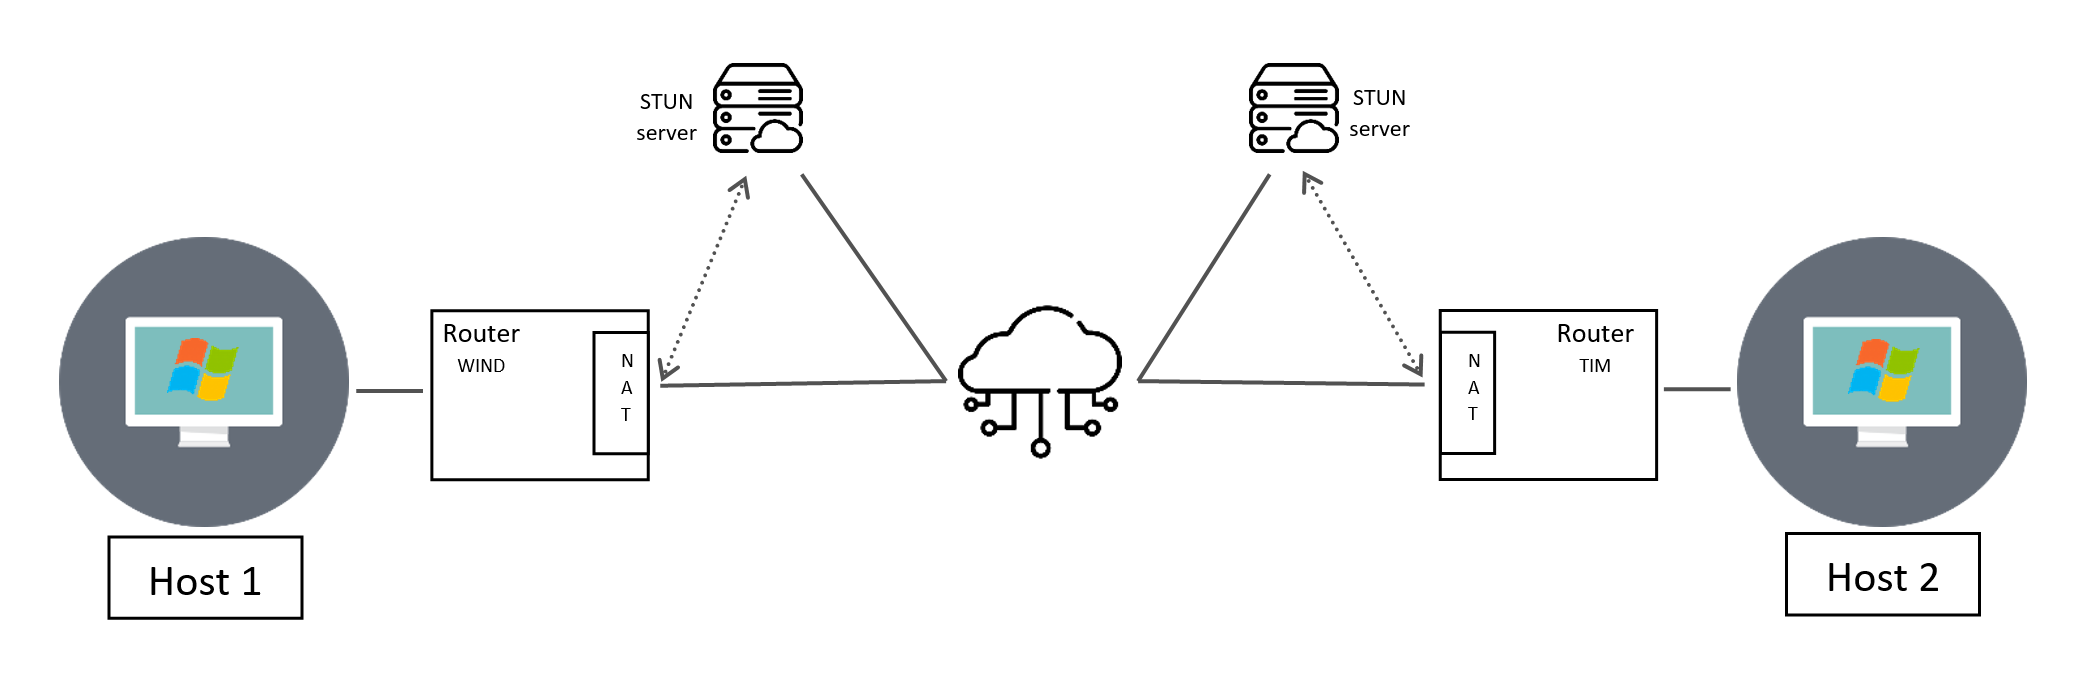 STUN
server
STUN
server
Router
WIND
N
A
T
Router
TIM
N
A
T
Host 1
Host 2